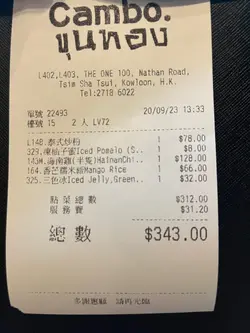 Cambo.
ขุนทอง
L402,L403, THE ONE 100, Nathan Road,
Tsim Sha Tsui, Kowloon, H.K.
Tel:2718 6022
單號 22493 20/09/23 13:33
檯號 15 2 人 LV72
L14B.泰式炒粉 1 $78.00
329.凍柚子蜜Iced Pomelo (S.. 1 $8.00
143M.海南雞(半隻)HainanChi.. 1 $128.00
164.香芒糯米飯Mango Rice 1 $66.00
325.三色冰Iced Jelly,Green.. 1 $32.00
點菜總數 $312.00
服務費 $31.20
總數 $343.00
多謝惠顧 請再光臨